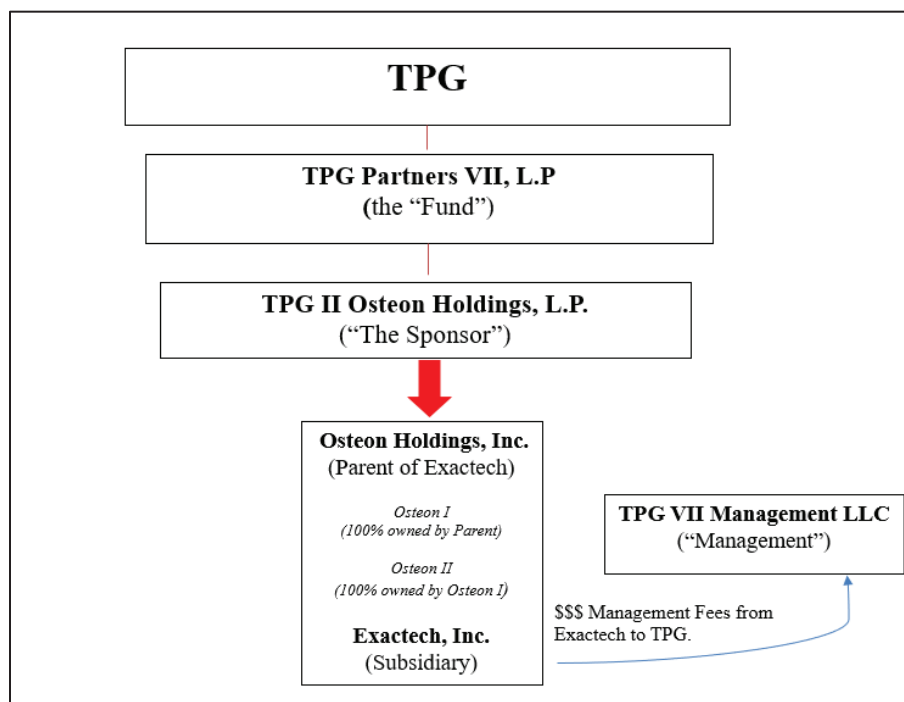 TPG
TPG Partners VII, L.P
(the “Fund”)
TPG II Osteon Holdings, L.P.
(“The Sponsor”)
Osteon Holdings, Inc.
(Parent of Exactech)
Osteon I
(100% owned by Parent)
Osteon II
(100% owned by Osteon I)
Exactech, Inc.
(Subsidiary)
TPG VII Management LLC
(“Management”)
$$$ Management Fees from
Exactech to TPG.